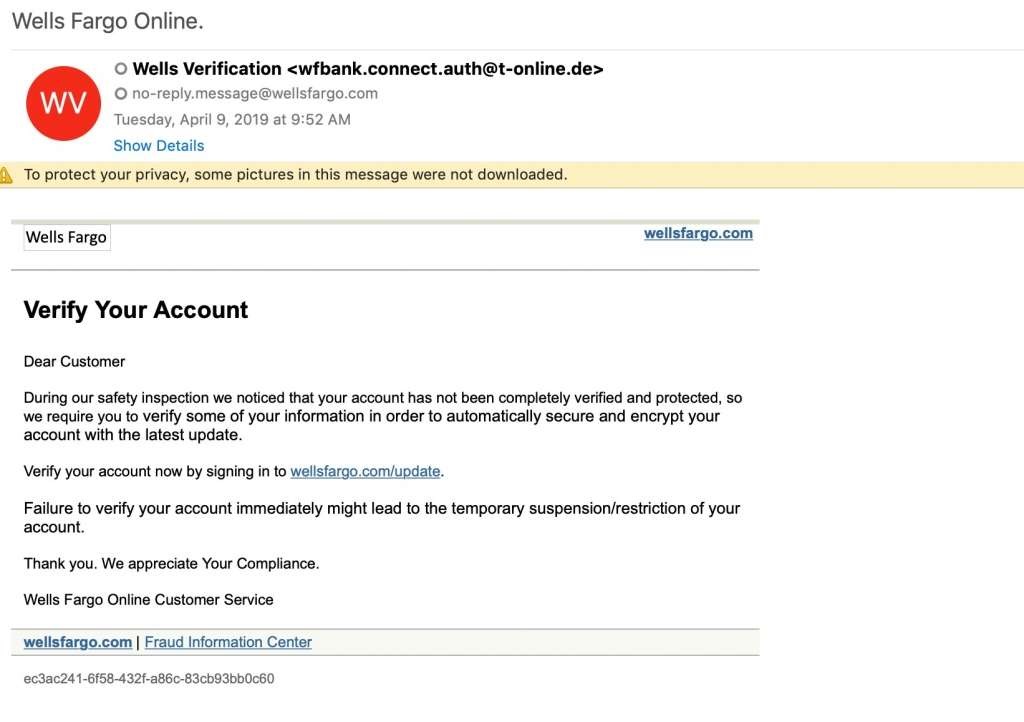 Wells Fargo Online.
WV
Wells Verification <wfbank.connect.auth@t-online.de>
no-reply.message@wellsfargo.com
Tuesday, April 9, 2019 at 9:52 AM
Show Details
To protect your privacy, some pictures in this message were not downloaded.
Wells Fargo
wellsfargo.com
Verify Your Account
Dear Customer
During our safety inspection we noticed that your account has not been completely verified and protected, so
we require you to verify some of your information in order to automatically secure and encrypt your
account with the latest update.
Verify your account now by signing in to wellsfargo.com/update.
Failure to verify your account immediately might lead to the temporary suspension/restriction of your
account.
Thank you. We appreciate Your Compliance.
Wells Fargo Online Customer Service
wellsfargo.com | Fraud Information Center
ec3ac241-6f58-432f-a86c-83cb93bb0c60